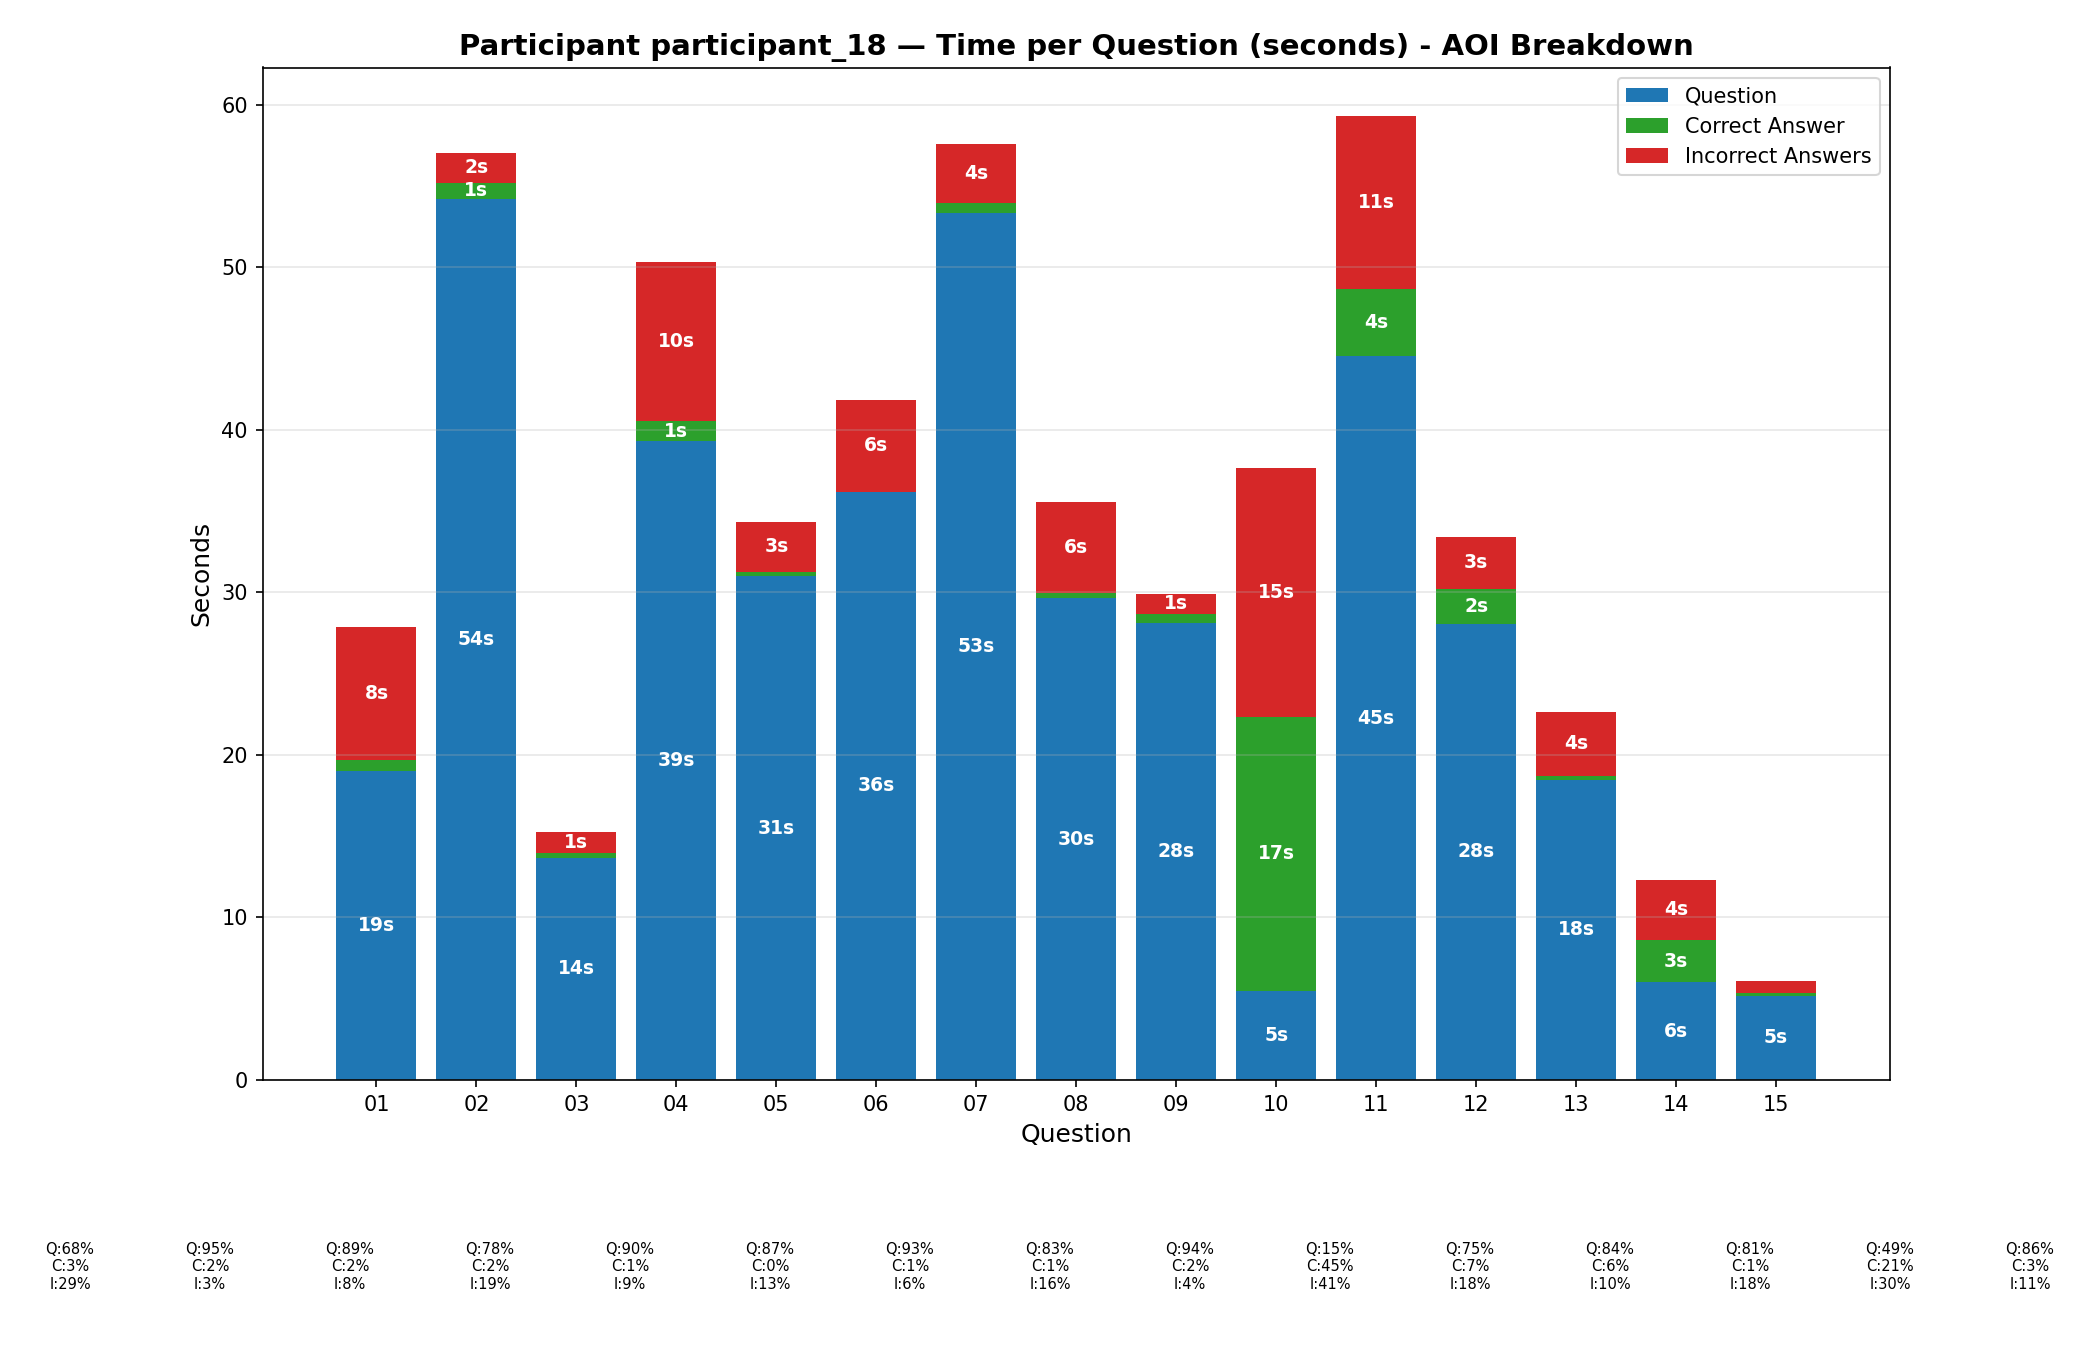 Participant participant_18 — Time per Question (seconds) - AOI Breakdown
Question
Correct Answer
Incorrect Answers
Seconds
60
50
40
30
20
10
0
8s
19s
2s
1s
54s
1s
14s
10s
1s
39s
3s
31s
6s
36s
4s
53s
6s
30s
1s
28s
15s
17s
5s
11s
4s
45s
3s
2s
28s
4s
18s
4s
3s
6s
5s
01 02 03 04 05 06 07 08 09 10 11 12 13 14 15
Question
Q:68% Q:95% Q:89% Q:78% Q:90% Q:87% Q:93% Q:83% Q:94% Q:15% Q:75% Q:84% Q:81% Q:49% Q:86%
C:3% C:2% C:2% C:2% C:1% C:0% C:1% C:1% C:2% C:45% C:7% C:6% C:1% C:21% C:3%
I:29% I:3% I:8% I:19% I:9% I:13% I:6% I:16% I:4% I:41% I:18% I:10% I:18% I:30% I:11%